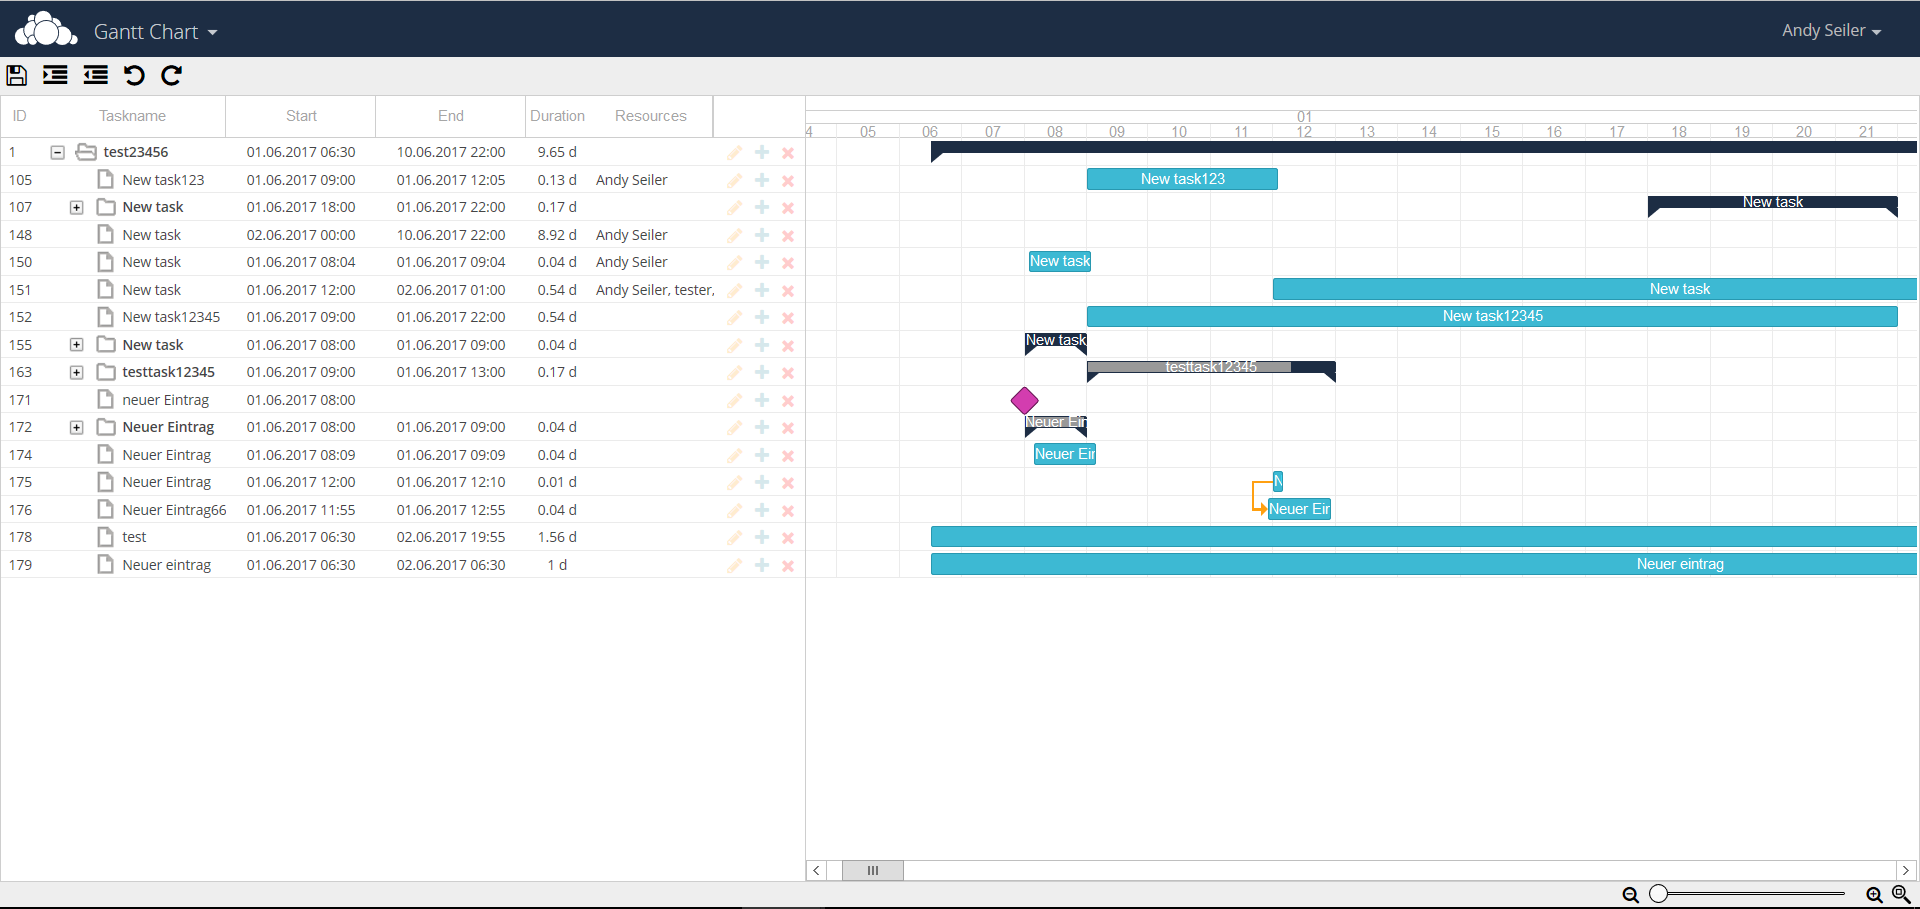 Gantt Chart
Andy Seiler
ID Taskname Start End Duration Resources
01
4 05 06 07 08 09 10 11 12 13 14 15 16 17 18 19 20 21
1 test23456 01.06.2017 06:30 10.06.2017 22:00 9.65 d
105 New task123 01.06.2017 09:00 01.06.2017 12:05 0.13 d Andy Seiler New task123
107 New task 01.06.2017 18:00 01.06.2017 22:00 0.17 d New task
148 New task 02.06.2017 00:00 10.06.2017 22:00 8.92 d Andy Seiler
150 New task 01.06.2017 08:04 01.06.2017 09:04 0.04 d Andy Seiler New task
151 New task 01.06.2017 12:00 02.06.2017 01:00 0.54 d Andy Seiler, tester, New task
152 New task12345 01.06.2017 09:00 01.06.2017 22:00 0.54 d New task12345
155 New task 01.06.2017 08:00 01.06.2017 09:00 0.04 d New task
163 testtask12345 01.06.2017 09:00 01.06.2017 13:00 0.17 d testtask12345
171 neuer Eintrag 01.06.2017 08:00
172 Neuer Eintrag 01.06.2017 08:00 01.06.2017 09:00 0.04 d Neuer Ein
174 Neuer Eintrag 01.06.2017 08:09 01.06.2017 09:09 0.04 d Neuer Ein
175 Neuer Eintrag 01.06.2017 12:00 01.06.2017 12:10 0.01 d N
176 Neuer Eintrag66 01.06.2017 11:55 01.06.2017 12:55 0.04 d Neuer Ein
178 test 01.06.2017 06:30 02.06.2017 19:55 1.56 d
179 Neuer eintrag 01.06.2017 06:30 02.06.2017 06:30 1 d Neuer eintrag